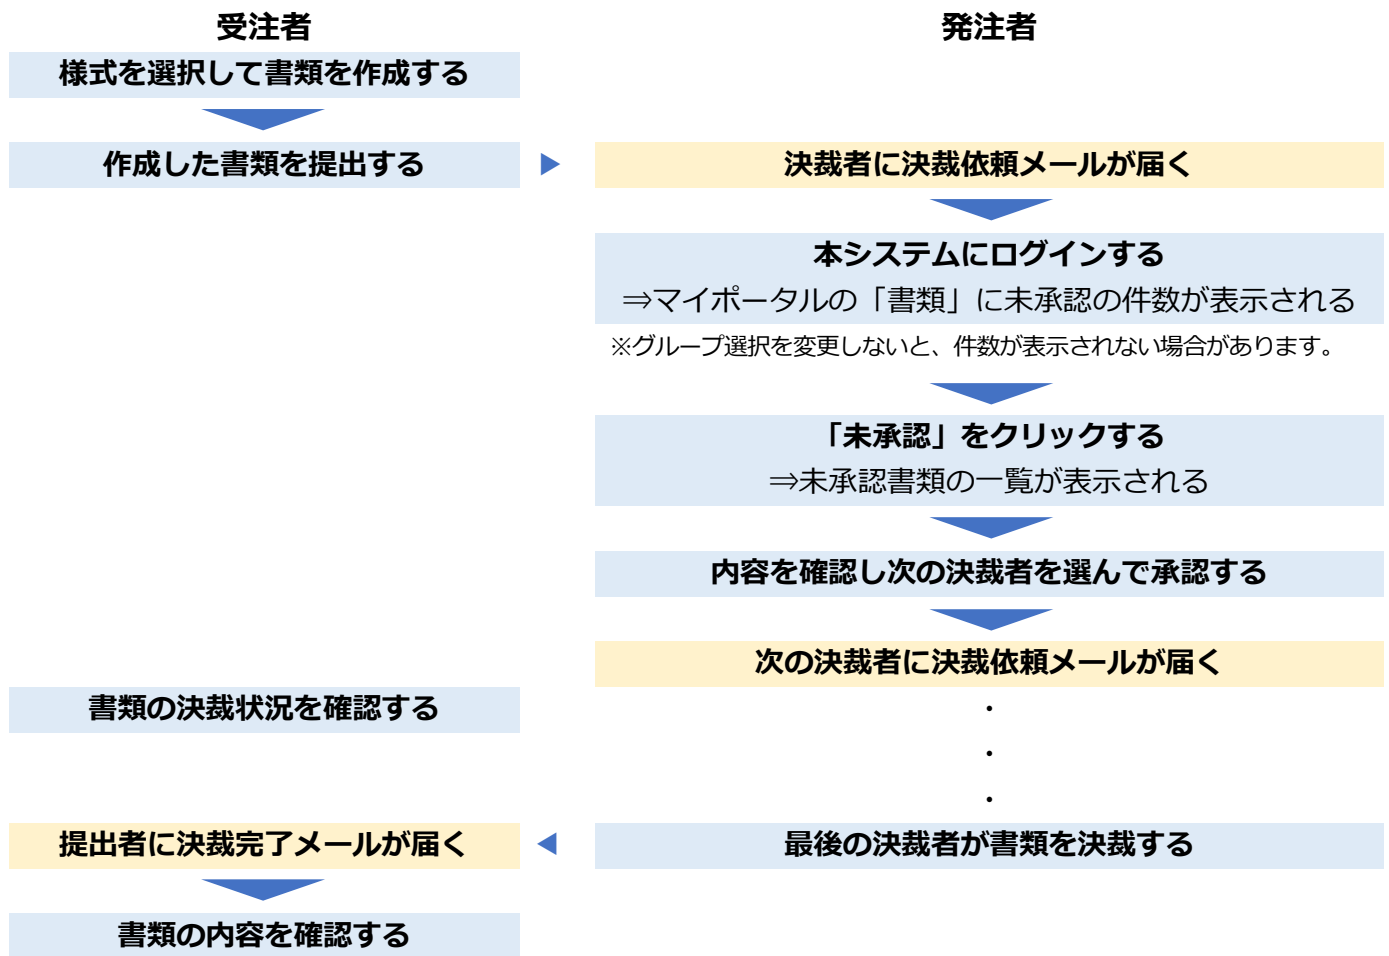 受注者
発注者
様式を選択して書類を作成する
作成した書類を提出する
決裁者に決裁依頼メールが届く
本システムにログインする
⇒マイポータルの「書類」に未承認の件数が表示される
※グループ選択を変更しないと、件数が表示されない場合があります。
「未承認」をクリックする
⇒未承認書類の一覧が表示される
内容を確認し次の決裁者を選んで承認する
次の決裁者に決裁依頼メールが届く
書類の決裁状況を確認する
・
・
・
提出者に決裁完了メールが届く
最後の決裁者が書類を決裁する
書類の内容を確認する